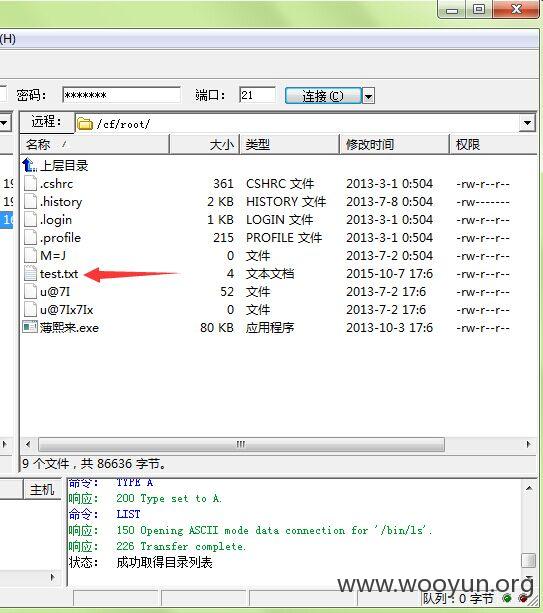 (H)
密码: ******* 端口: 21 连接(C)
远程: /cf/root/
名称 / 大小 类型 修改时间 权限
上层目录
.cshrc 361 CSHRC 文件 2013-3-1 0:504 -rw-r--r--
.history 2 KB HISTORY 文件 2013-7-8 0:504 -rw-------
.login 1 KB LOGIN 文件 2013-3-1 0:504 -rw-r--r--
.profile 215 PROFILE 文件 2013-3-1 0:504 -rw-r--r--
M=J 0 文件 2013-7-2 0:504 -rw-r--r--
test.txt 4 文本文档 2015-10-7 17:6 -rw-r--r--
u@7I 52 文件 2013-7-2 17:6 -rw-r--r--
u@7Ix7Ix 0 文件 2013-7-2 17:6 -rw-r--r--
薄熙来.exe 80 KB 应用程序 2013-10-3 17:6 -rw-r--r--
9 个文件，共 86636 字节。
主机
命令: TYPE A
响应: 200 Type set to A.
命令: LIST
响应: 150 Opening ASCII mode data connection for '/bin/ls'.
响应: 226 Transfer complete.
状态: 成功取得目录列表
www.wooyun.org
队列: 0 字节